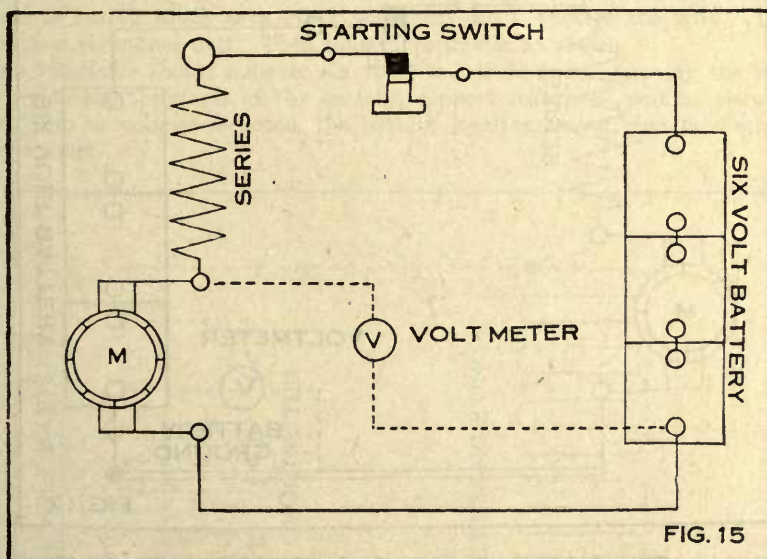 STARTING SWITCH
SERIES
SIX VOLT BATTERY
M
V
VOLT METER
FIG. 15